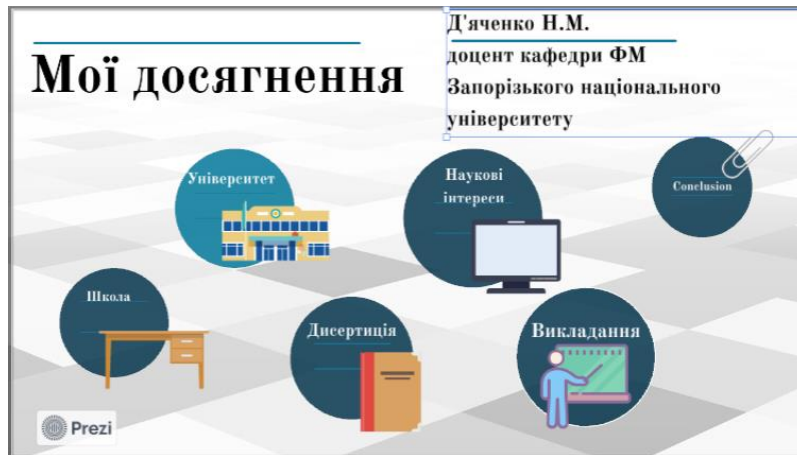 Мої досягнення
Д'яченко Н.М.
доцент кафедри ФМ
Запорізького національного
університету
Університет
Наукові
інтереси
Conclusion
Школа
Дисертиція
Викладання
Prezi